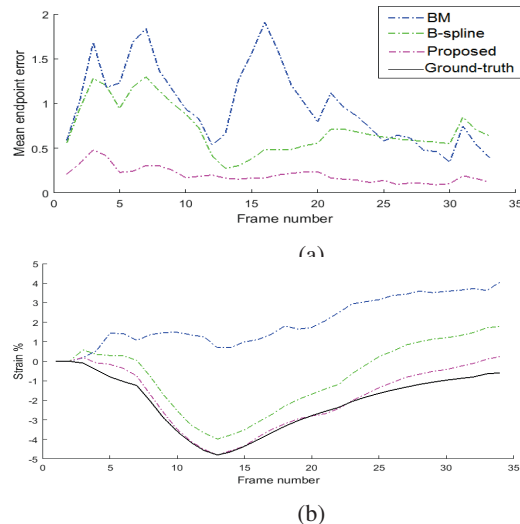 BM
B-spline
Proposed
Ground-truth
Mean endpoint error
2
1.5
1
0.5
0
0 5 10 15 20 25 30 35
Frame number
(a)
Strain %
5
4
3
2
1
0
-1
-2
-3
-4
-5
0 5 10 15 20 25 30 35
Frame number
(b)